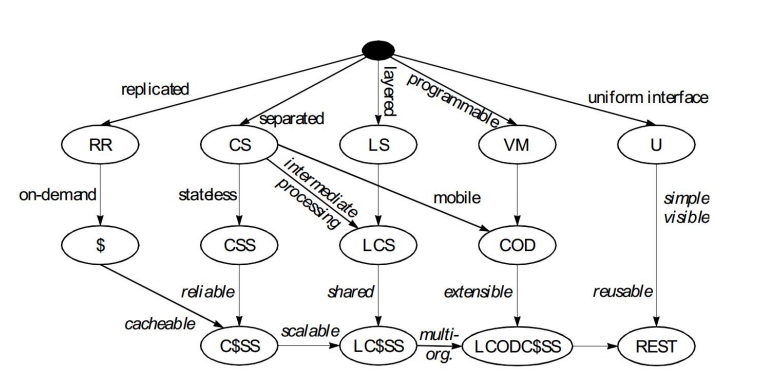 replicated
separated
layered
programmable
uniform interface
RR
CS
LS
VM
U
on-demand
stateless
intermediate
processing
mobile
simple
visible
$
CSS
LCS
COD
reliable
shared
extensible
reusable
cacheable
scalable
multi-
org.
C$SS
LC$SS
LCODC$SS
REST